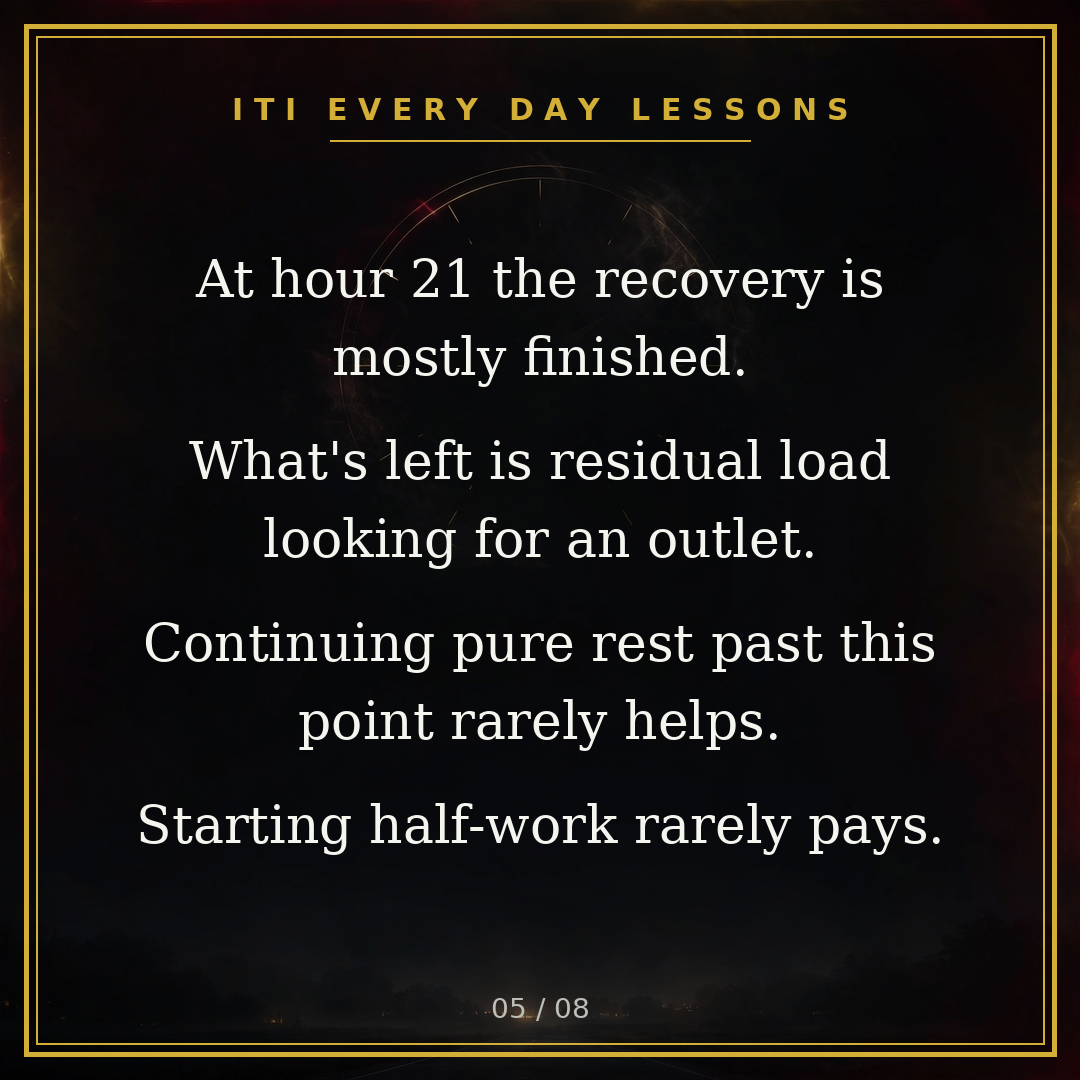 ITI EVERY DAY LESSONS
At hour 21 the recovery is
mostly finished.
What's left is residual load
looking for an outlet.
Continuing pure rest past this
point rarely helps.
Starting half-work rarely pays.
05 / 08